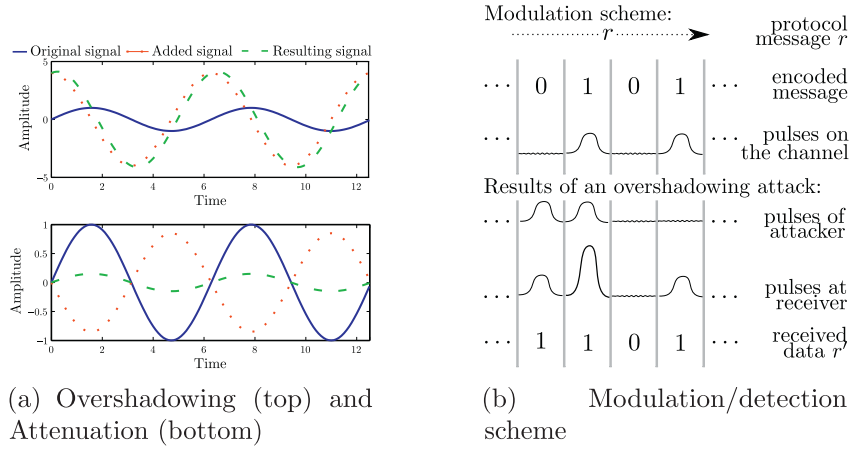 Original signal Added signal Resulting signal
5
0
−5
Amplitude
0 2 4 6 8 10 12
Time
1
0.5
0
−0.5
−1
Amplitude
0 2 4 6 8 10 12
Time
(a) Overshadowing (top) and
Attenuation (bottom)
Modulation scheme:
r
protocol
message r
... 0 1 0 1 ...
encoded
message
... ...
pulses on
the channel
Results of an overshadowing attack:
... ...
pulses of
attacker
... ...
pulses at
receiver
... 1 1 0 1 ...
received
data r′
(b) Modulation/detection
scheme